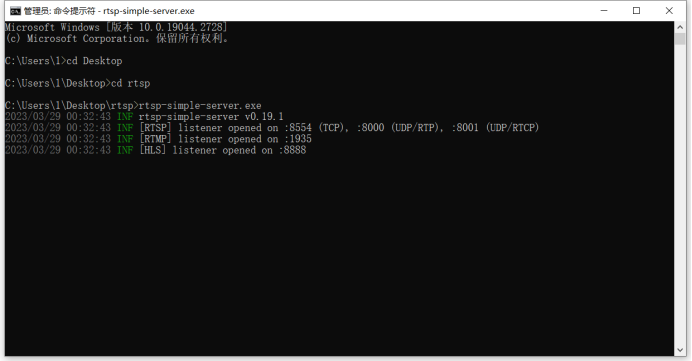 管理员: 命令提示符 - rtsp-simple-server.exe
Microsoft Windows [版本 10.0.19044.2728]
(c) Microsoft Corporation。保留所有权利。
C:\Users\1>cd Desktop
C:\Users\1\Desktop>cd rtsp
C:\Users\1\Desktop\rtsp>rtsp-simple-server.exe
2023/03/29 00:32:43 INF rtsp-simple-server v0.19.1
2023/03/29 00:32:43 INF [RTSP] listener opened on :8554 (TCP), :8000 (UDP/RTP), :8001 (UDP/RTCP)
2023/03/29 00:32:43 INF [RTMP] listener opened on :1935
2023/03/29 00:32:43 INF [HLS] listener opened on :8888